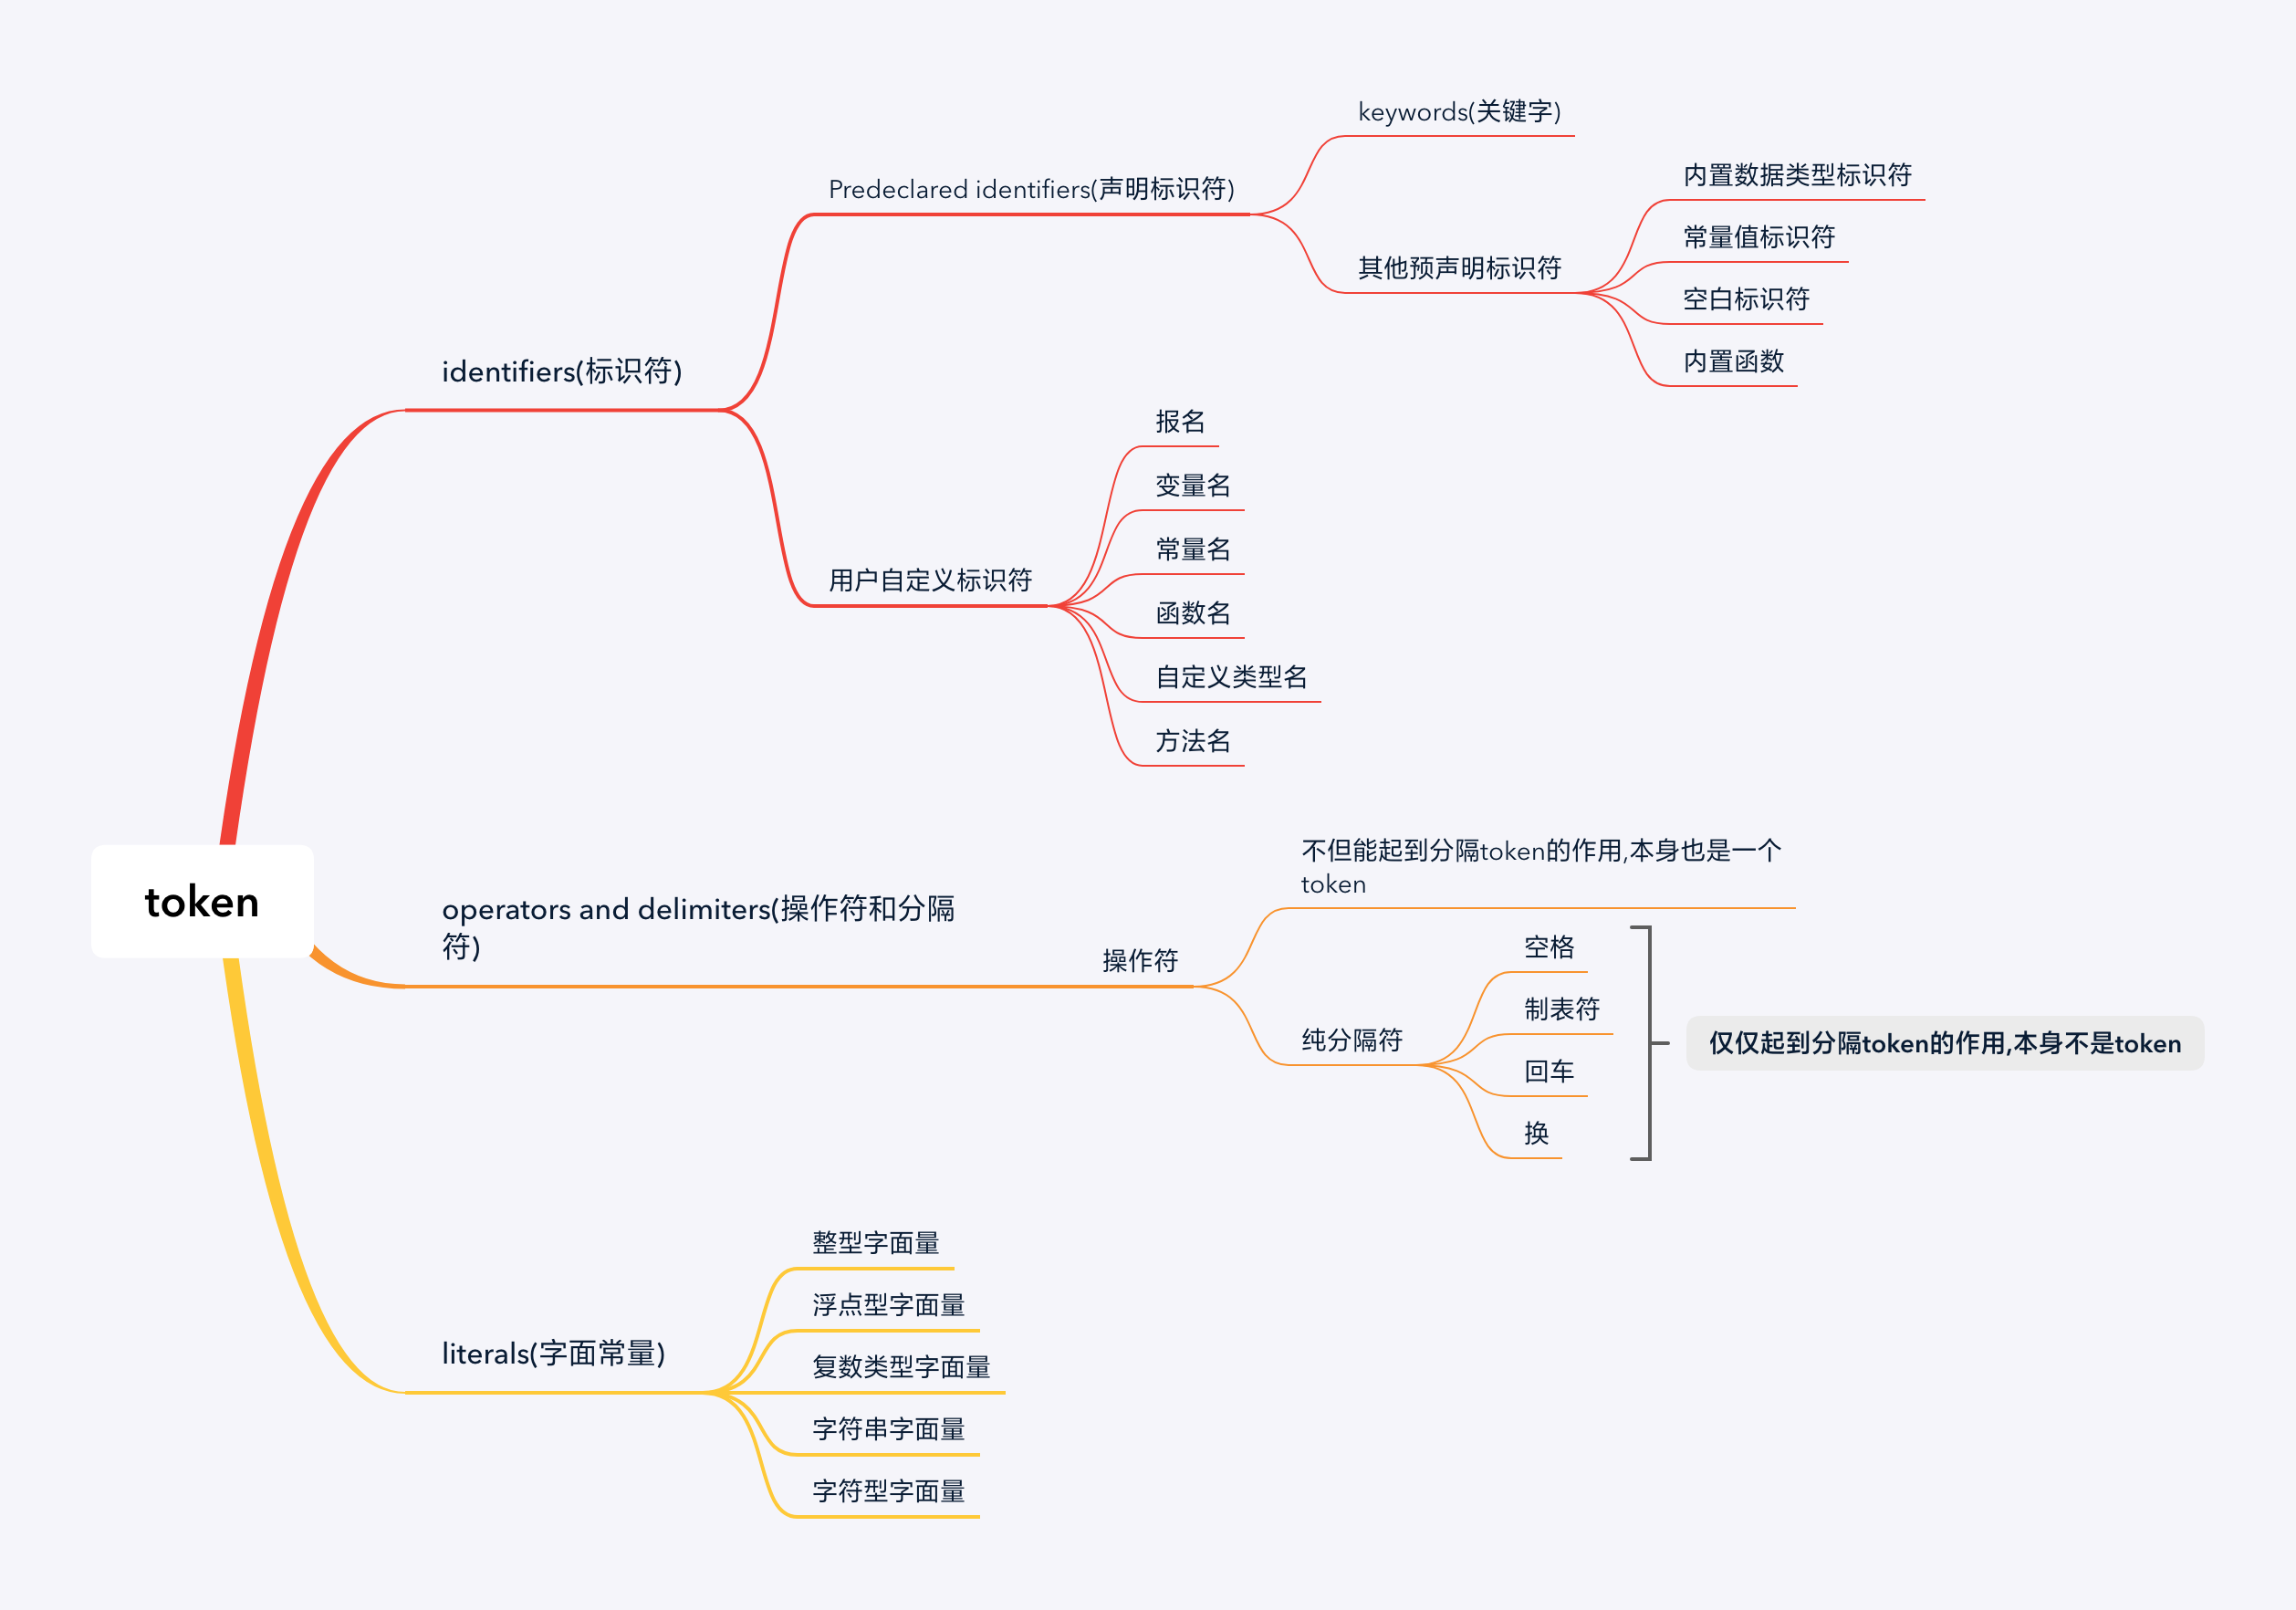 token
identifiers(标识符)
Predeclared identifiers(声明标识符)
keywords(关键字)
其他预声明标识符
内置数据类型标识符
常量值标识符
空白标识符
内置函数
用户自定义标识符
报名
变量名
常量名
函数名
自定义类型名
方法名
operators and delimiters(操作符和分隔
符)
操作符
不但能起到分隔token的作用,本身也是一个
token
纯分隔符
空格
制表符
回车
换
仅仅起到分隔token的作用,本身不是token
literals(字面常量)
整型字面量
浮点型字面量
复数类型字面量
字符串字面量
字符型字面量